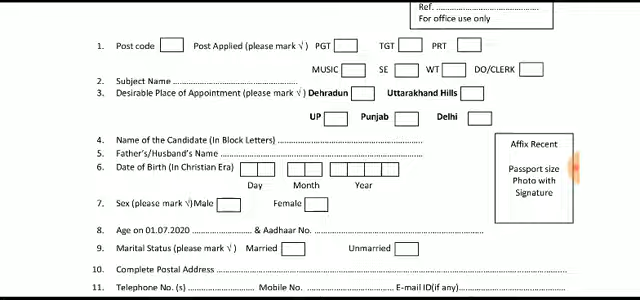 Ref. ..............................................
For office use only
1. Post code Post Applied (please mark √ ) PGT TGT PRT
MUSIC SE WT DO/CLERK
2. Subject Name ..................................................
3. Desirable Place of Appointment (please mark √ ) Dehradun Uttarakhand Hills
UP Punjab Delhi
4. Name of the Candidate (In Block Letters) ..........................................................
5. Father's/Husband's Name .................................................................................
6. Date of Birth (In Christian Era)
Day Month Year
Affix Recent
Passport size
Photo with
Signature
7. Sex (please mark √)Male Female
8. Age on 01.07.2020 ........................ & Aadhaar No. ....................................................................
9. Marital Status (please mark √ ) Married Unmarried
10. Complete Postal Address ............................................................................................................................................
11. Telephone No. (s) ........................... Mobile No. ................................... E-mail ID(if any).............................................